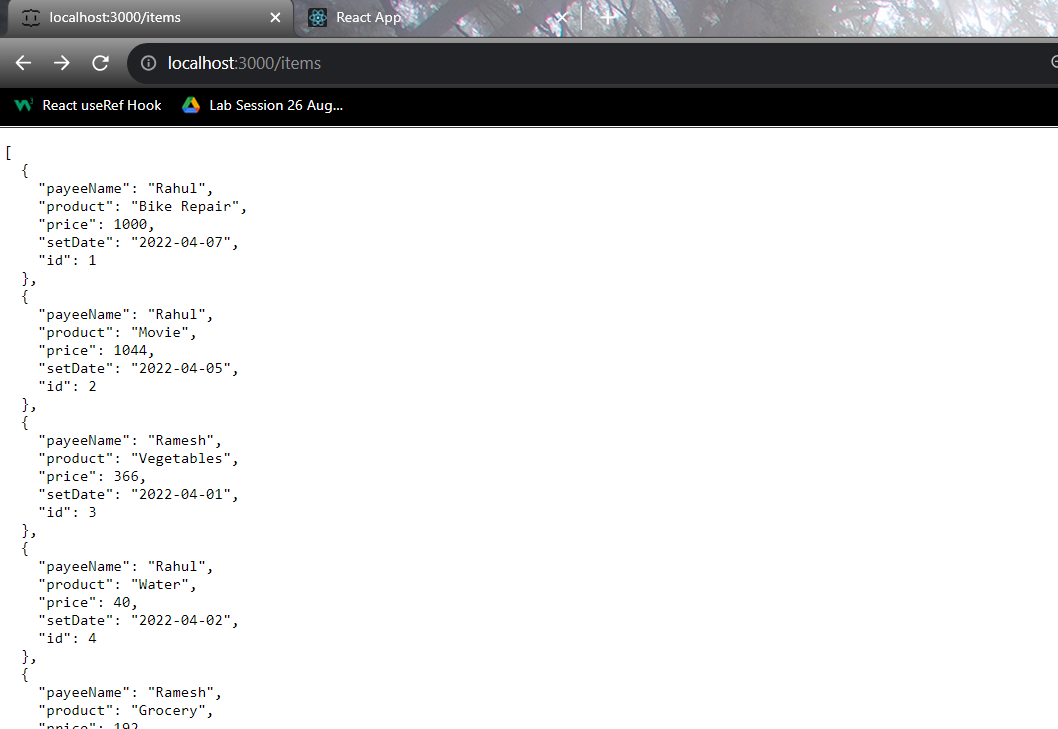 localhost:3000/items
React App
localhost:3000/items
React useRef Hook
Lab Session 26 Aug...
[
{
"payeeName": "Rahul",
"product": "Bike Repair",
"price": 1000,
"setDate": "2022-04-07",
"id": 1
},
{
"payeeName": "Rahul",
"product": "Movie",
"price": 1044,
"setDate": "2022-04-05",
"id": 2
},
{
"payeeName": "Ramesh",
"product": "Vegetables",
"price": 366,
"setDate": "2022-04-01",
"id": 3
},
{
"payeeName": "Rahul",
"product": "Water",
"price": 40,
"setDate": "2022-04-02",
"id": 4
},
{
"payeeName": "Ramesh",
"product": "Grocery",
"price": 192